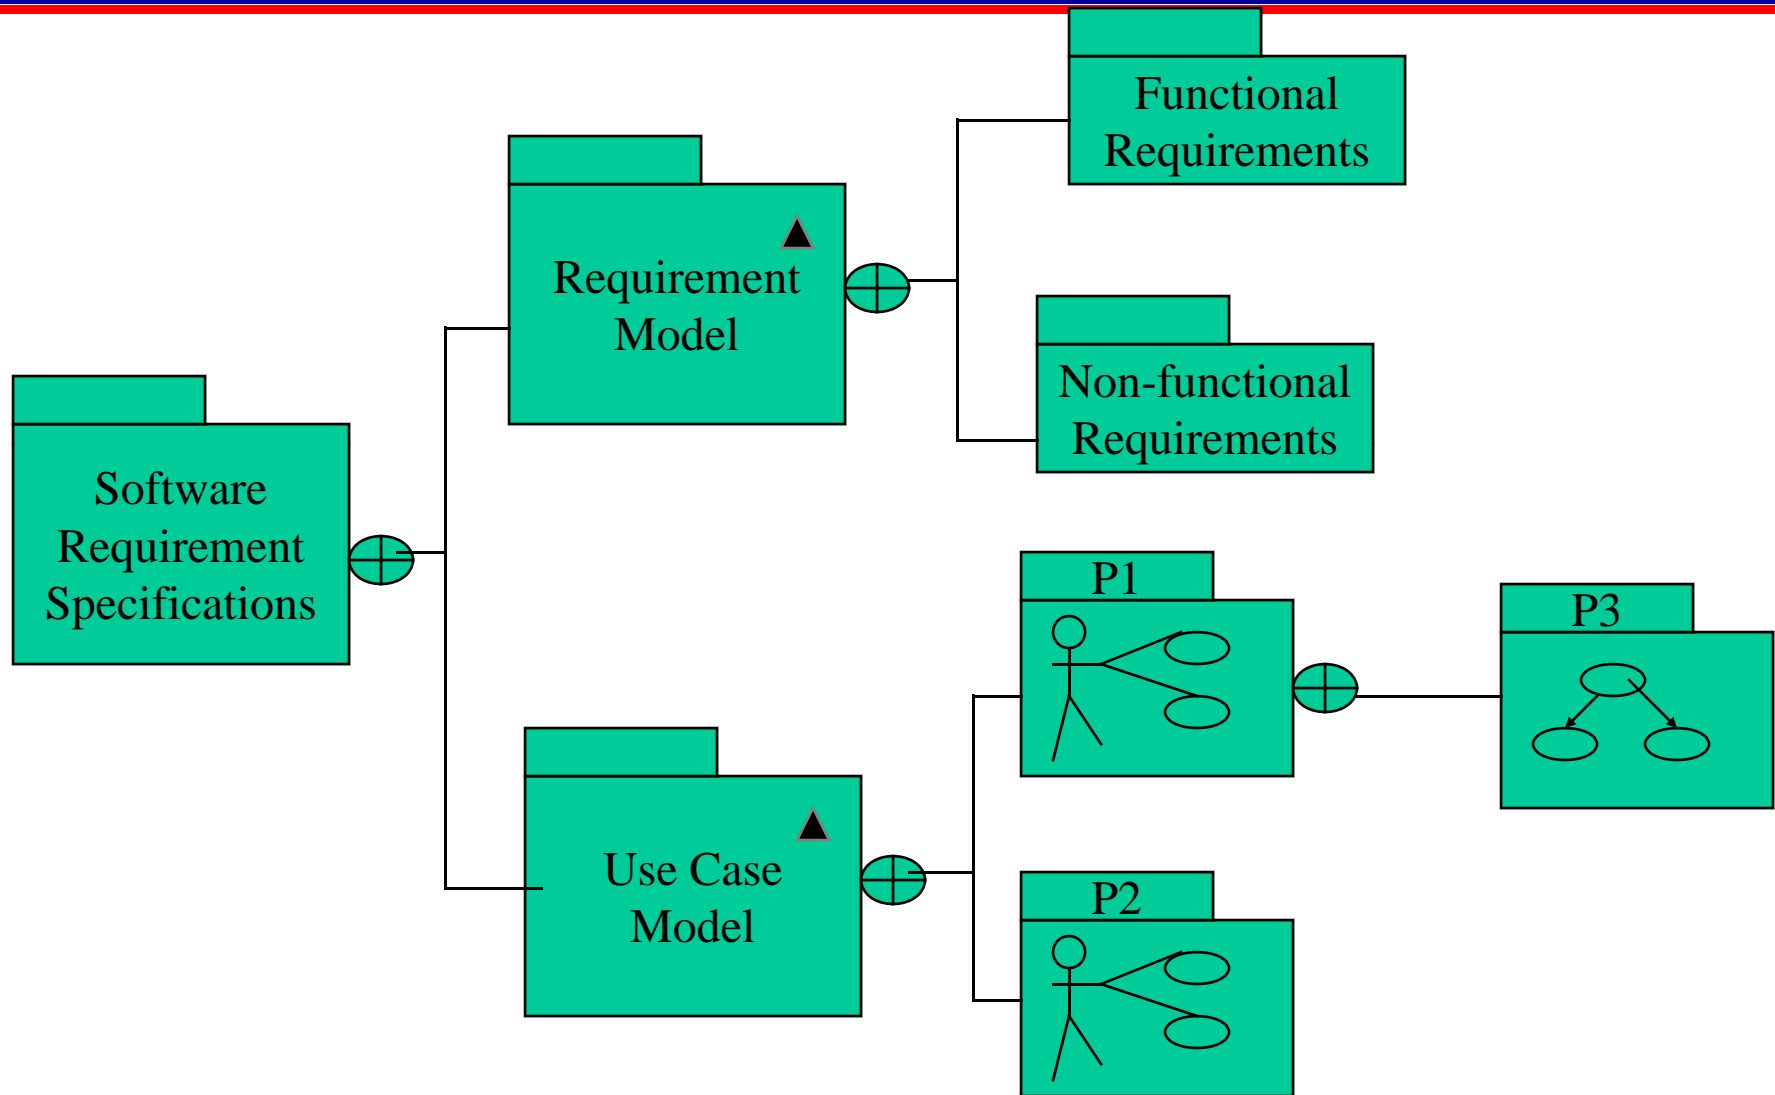 Functional
Requirements
Requirement
Model
Non-functional
Requirements
Software
Requirement
Specifications
P1
P3
Use Case
Model
P2